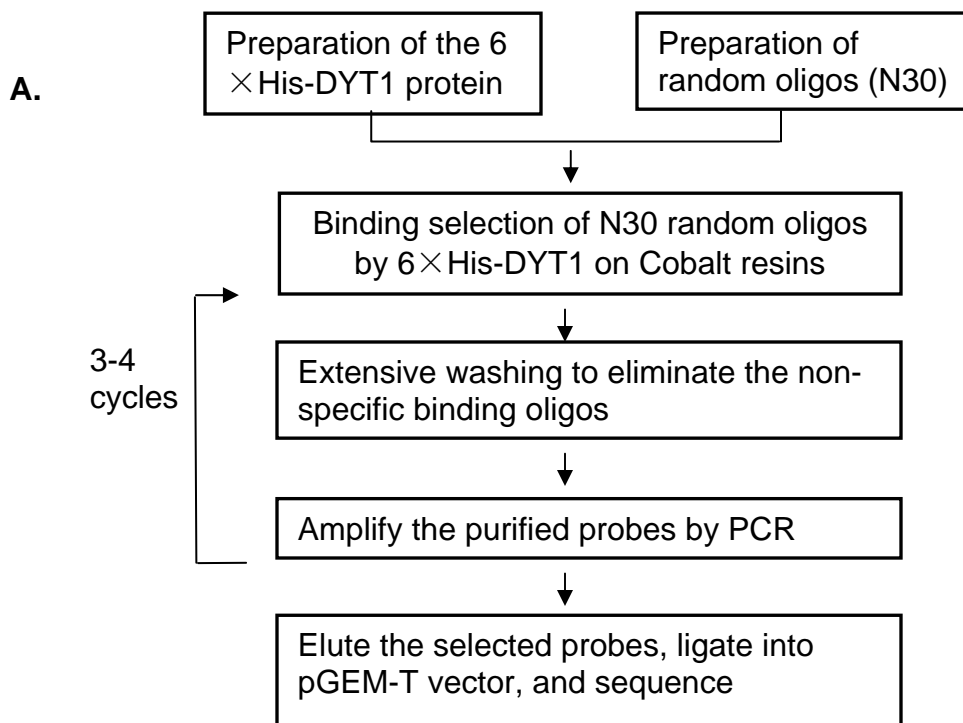 A.
Preparation of the 6
×His-DYT1 protein
Preparation of
random oligos (N30)
Binding selection of N30 random oligos
by 6×His-DYT1 on Cobalt resins
3-4
cycles
Extensive washing to eliminate the non-
specific binding oligos
Amplify the purified probes by PCR
Elute the selected probes, ligate into
pGEM-T vector, and sequence